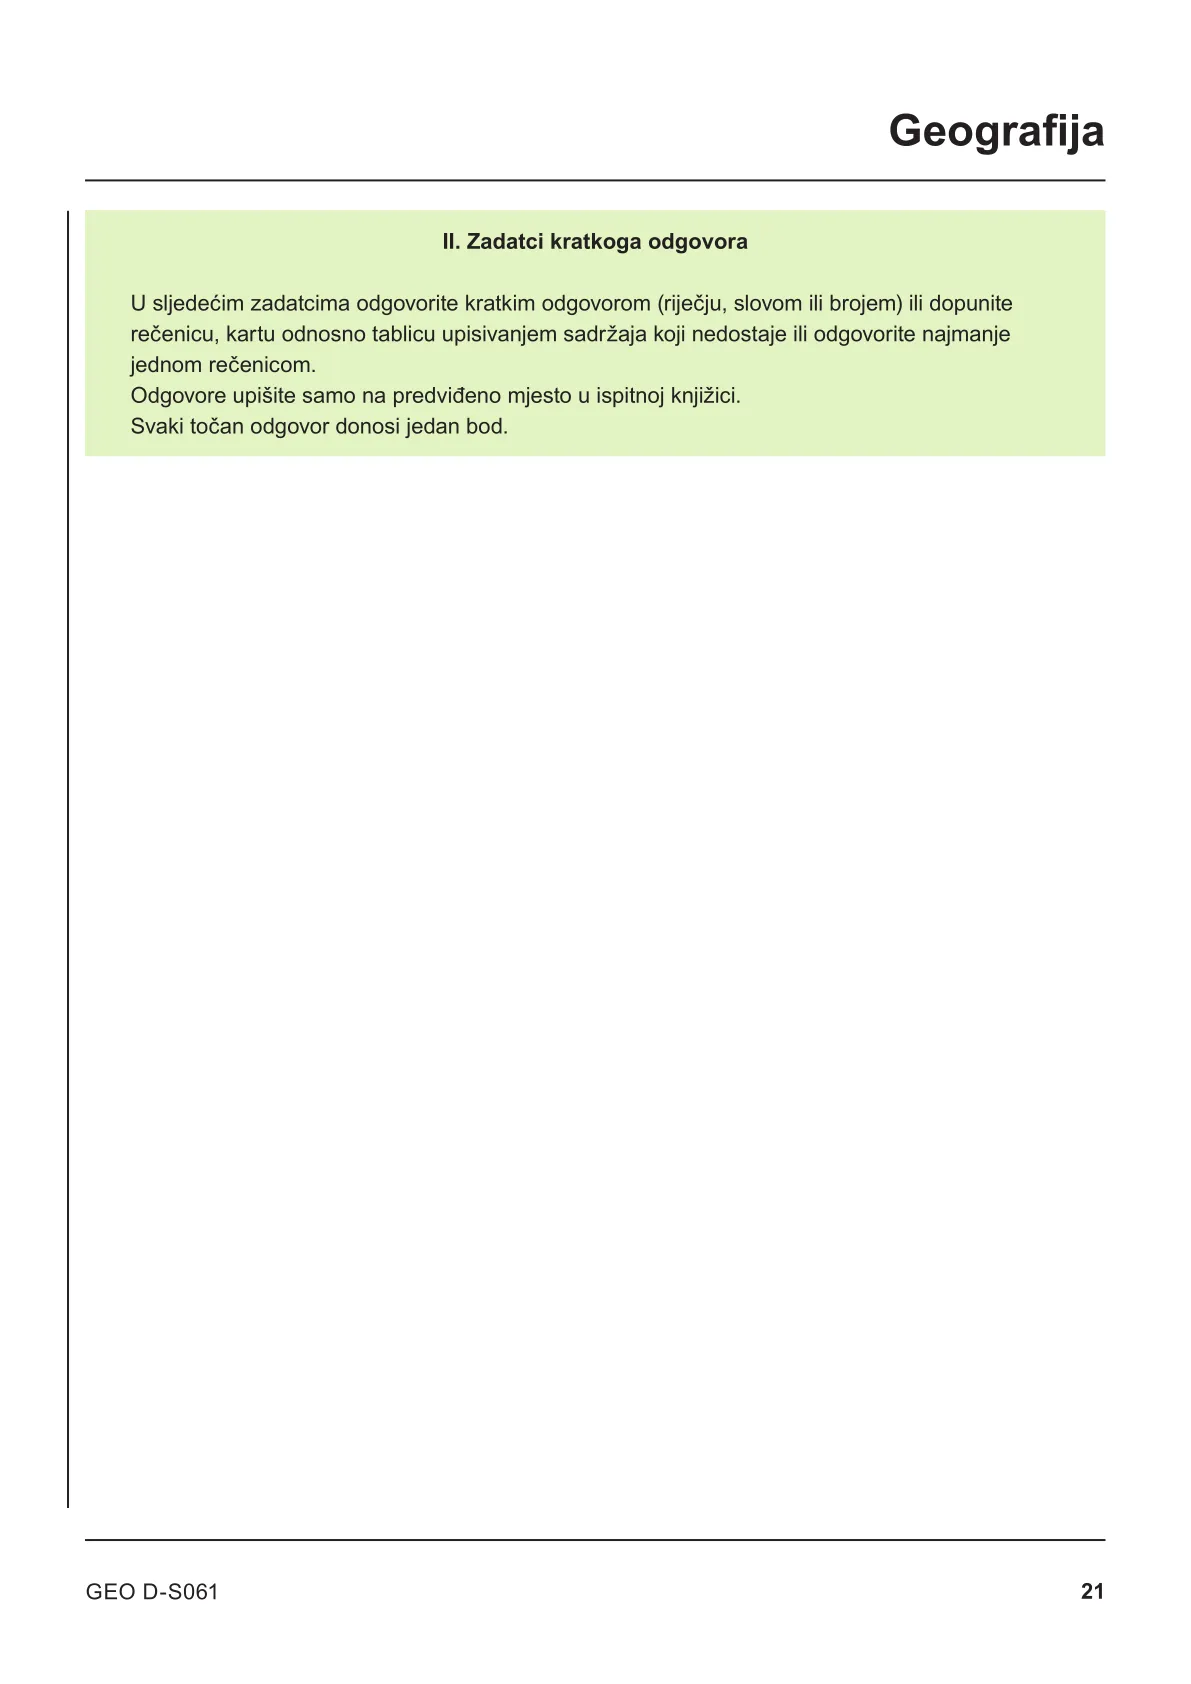 Geografija
II. Zadatci kratkoga odgovora
U sljedećim zadatcima odgovorite kratkim odgovorom (riječju, slovom ili brojem) ili dopunite
rečenicu, kartu odnosno tablicu upisivanjem sadržaja koji nedostaje ili odgovorite najmanje
jednom rečenicom.
Odgovore upišite samo na predviđeno mjesto u ispitnoj knjižici.
Svaki točan odgovor donosi jedan bod.
GEO D-S061
21